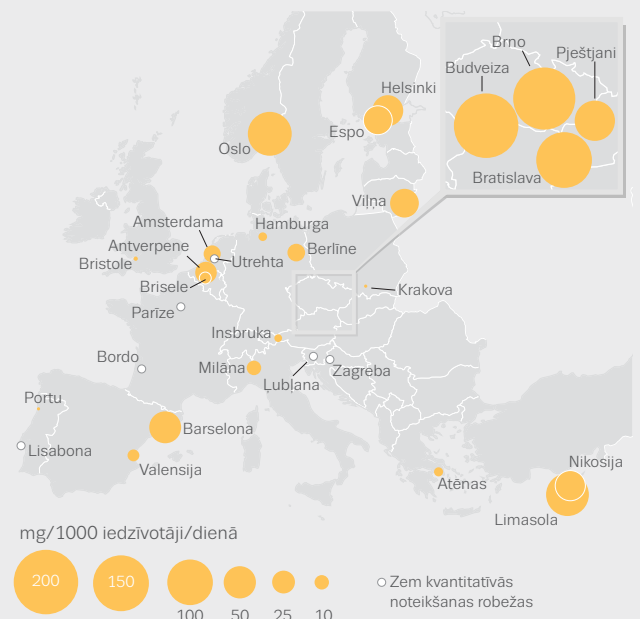 Brno
Pještjani
Budveiza
Bratislava
Helsinki
Espo
Oslo
Viļņa
Amsterdama
Hamburga
Antverpene
Berlīne
Utrehta
Bristole
Brisele
Krakova
Parīze
Insbruka
Bordo
Milāna
Ļubļana
Zagreba
Portu
Barselona
Lisabona
Valensija
Nikosija
Atēnas
Limasola
mg/1000 iedzīvotāji/dienā
200
150
100
50
25
10
Zem kvantitatīvās
noteikšanas robežas